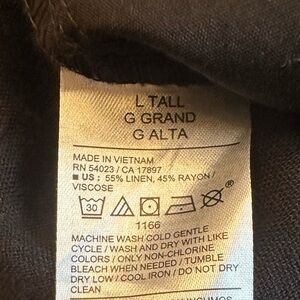 L TALL
G GRAND
G ALTA
MADE IN VIETNAM
RN 54023 / CA 17897
■ US : 55% LINEN, 45% RAYON /
VISCOSE
30
1166
MACHINE WASH COLD GENTLE
CYCLE / WASH AND DRY WITH LIKE
COLORS / ONLY NON-CHLORINE
BLEACH WHEN NEEDED / TUMBLE
DRY LOW / COOL IRON / DO NOT DRY
CLEAN